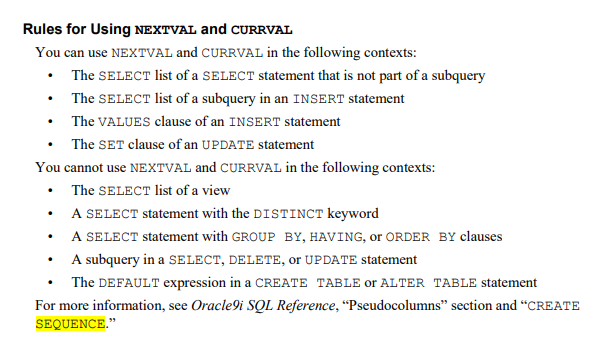 Rules for Using NEXTVAL and CURRVAL
You can use NEXTVAL and CURRVAL in the following contexts:
• The SELECT list of a SELECT statement that is not part of a subquery
• The SELECT list of a subquery in an INSERT statement
• The VALUES clause of an INSERT statement
• The SET clause of an UPDATE statement
You cannot use NEXTVAL and CURRVAL in the following contexts:
• The SELECT list of a view
• A SELECT statement with the DISTINCT keyword
• A SELECT statement with GROUP BY, HAVING, or ORDER BY clauses
• A subquery in a SELECT, DELETE, or UPDATE statement
• The DEFAULT expression in a CREATE TABLE or ALTER TABLE statement
For more information, see Oracle9i SQL Reference, “Pseudocolumns” section and “CREATE
SEQUENCE.”